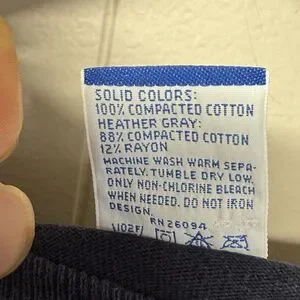 SOLID COLORS:
100% COMPACTED COTTON
HEATHER GRAY:
88% COMPACTED COTTON
12% RAYON
MACHINE WASH WARM SEPA-
RATELY. TUMBLE DRY LOW.
ONLY NON-CHLORINE BLEACH
WHEN NEEDED. DO NOT IRON
DESIGN.
RN 26094
1102F/